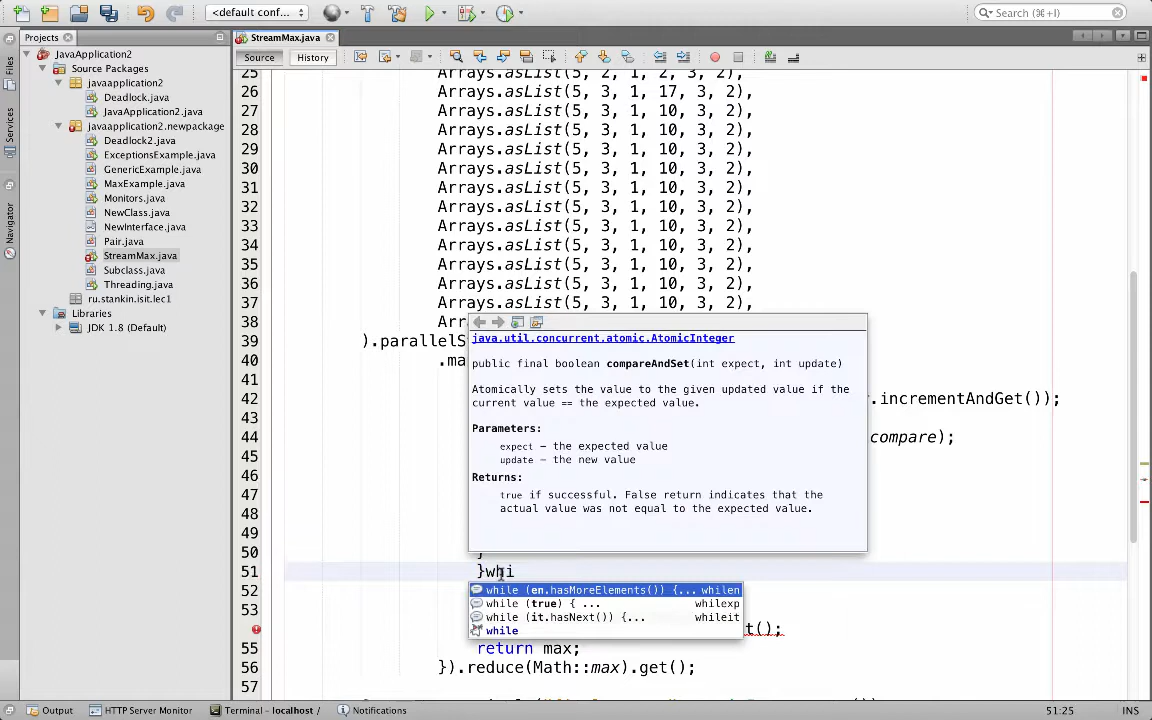 <default conf...
Search (⌘+I)
Projects
StreamMax.java
Files
Services
Navigator
JavaApplication2
Source Packages
javaapplication2
Deadlock.java
JavaApplication2.java
javaapplication2.newpackage
Deadlock2.java
ExceptionsExample.java
GenericExample.java
MaxExample.java
Monitors.java
NewClass.java
NewInterface.java
Pair.java
StreamMax.java
Subclass.java
Threading.java
ru.stankin.isit.lec1
Libraries
JDK 1.8 (Default)
Source
History
25 Arrays.asList(5, 2, 1, 2, 3, 2),
26 Arrays.asList(5, 3, 1, 17, 3, 2),
27 Arrays.asList(5, 3, 1, 10, 3, 2),
28 Arrays.asList(5, 3, 1, 10, 3, 2),
29 Arrays.asList(5, 3, 1, 10, 3, 2),
30 Arrays.asList(5, 3, 1, 10, 3, 2),
31 Arrays.asList(5, 3, 1, 10, 3, 2),
32 Arrays.asList(5, 3, 1, 10, 3, 2),
33 Arrays.asList(5, 3, 1, 10, 3, 2),
34 Arrays.asList(5, 3, 1, 10, 3, 2),
35 Arrays.asList(5, 3, 1, 10, 3, 2),
36 Arrays.asList(5, 3, 1, 10, 3, 2),
37 Arrays.asList(5, 3, 1, 10, 3, 2),
38 Arr
39 ).parallelS
40 .ma
41
42 r.incrementAndGet());
43
44 compare);
45
46
47
48
49
50 }
51 }whi
52
53
t();
55 return max;
56 }).reduce(Math::max).get();
57
java.util.concurrent.atomic.AtomicInteger
public final boolean compareAndSet(int expect, int update)
Atomically sets the value to the given updated value if the
current value == the expected value.
Parameters:
expect – the expected value
update – the new value
Returns:
true if successful. False return indicates that the
actual value was not equal to the expected value.
while (en.hasMoreElements()) {... whilen
while (true) { ... whilexp
while (it.hasNext()) {... whileit
while
Output
HTTP Server Monitor
Terminal – localhost /
Notifications
51:25
INS